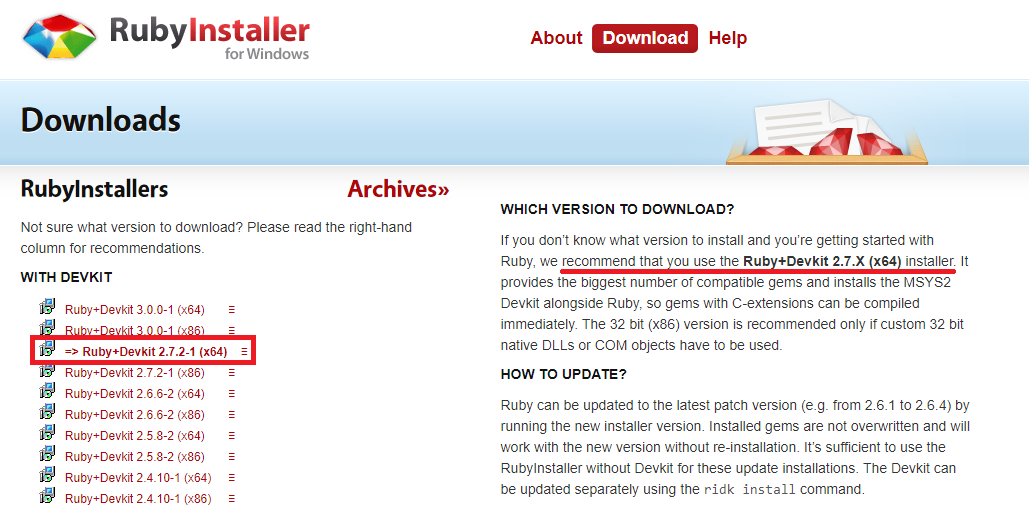 RubyInstaller
for Windows
About Download Help
Downloads
RubyInstallers Archives»
Not sure what version to download? Please read the right-hand
column for recommendations.
WITH DEVKIT
Ruby+Devkit 3.0.0-1 (x64) ≡
Ruby+Devkit 3.0.0-1 (x86) ≡
=> Ruby+Devkit 2.7.2-1 (x64) ≡
Ruby+Devkit 2.7.2-1 (x86) ≡
Ruby+Devkit 2.6.6-2 (x64) ≡
Ruby+Devkit 2.6.6-2 (x86) ≡
Ruby+Devkit 2.5.8-2 (x64) ≡
Ruby+Devkit 2.5.8-2 (x86) ≡
Ruby+Devkit 2.4.10-1 (x64) ≡
Ruby+Devkit 2.4.10-1 (x86) ≡
WHICH VERSION TO DOWNLOAD?
If you don't know what version to install and you're getting started with
Ruby, we recommend that you use the Ruby+Devkit 2.7.X (x64) installer. It
provides the biggest number of compatible gems and installs the MSYS2
Devkit alongside Ruby, so gems with C-extensions can be compiled
immediately. The 32 bit (x86) version is recommended only if custom 32 bit
native DLLs or COM objects have to be used.
HOW TO UPDATE?
Ruby can be updated to the latest patch version (e.g. from 2.6.1 to 2.6.4) by
running the new installer version. Installed gems are not overwritten and will
work with the new version without re-installation. It's sufficient to use the
RubyInstaller without Devkit for these update installations. The Devkit can
be updated separately using the ridk install command.